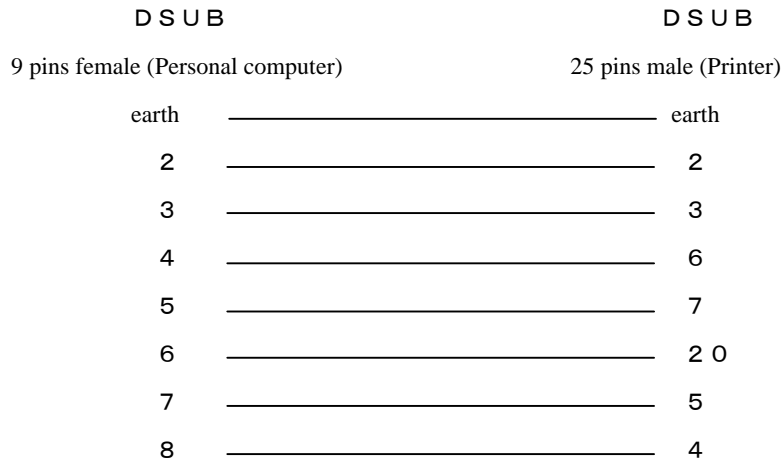 ＤＳＵＢ ＤＳＵＢ
9 pins female (Personal computer) 25 pins male (Printer)
earth earth
２ ２
３ ３
４ ６
５ ７
６ ２０
７ ５
８ ４